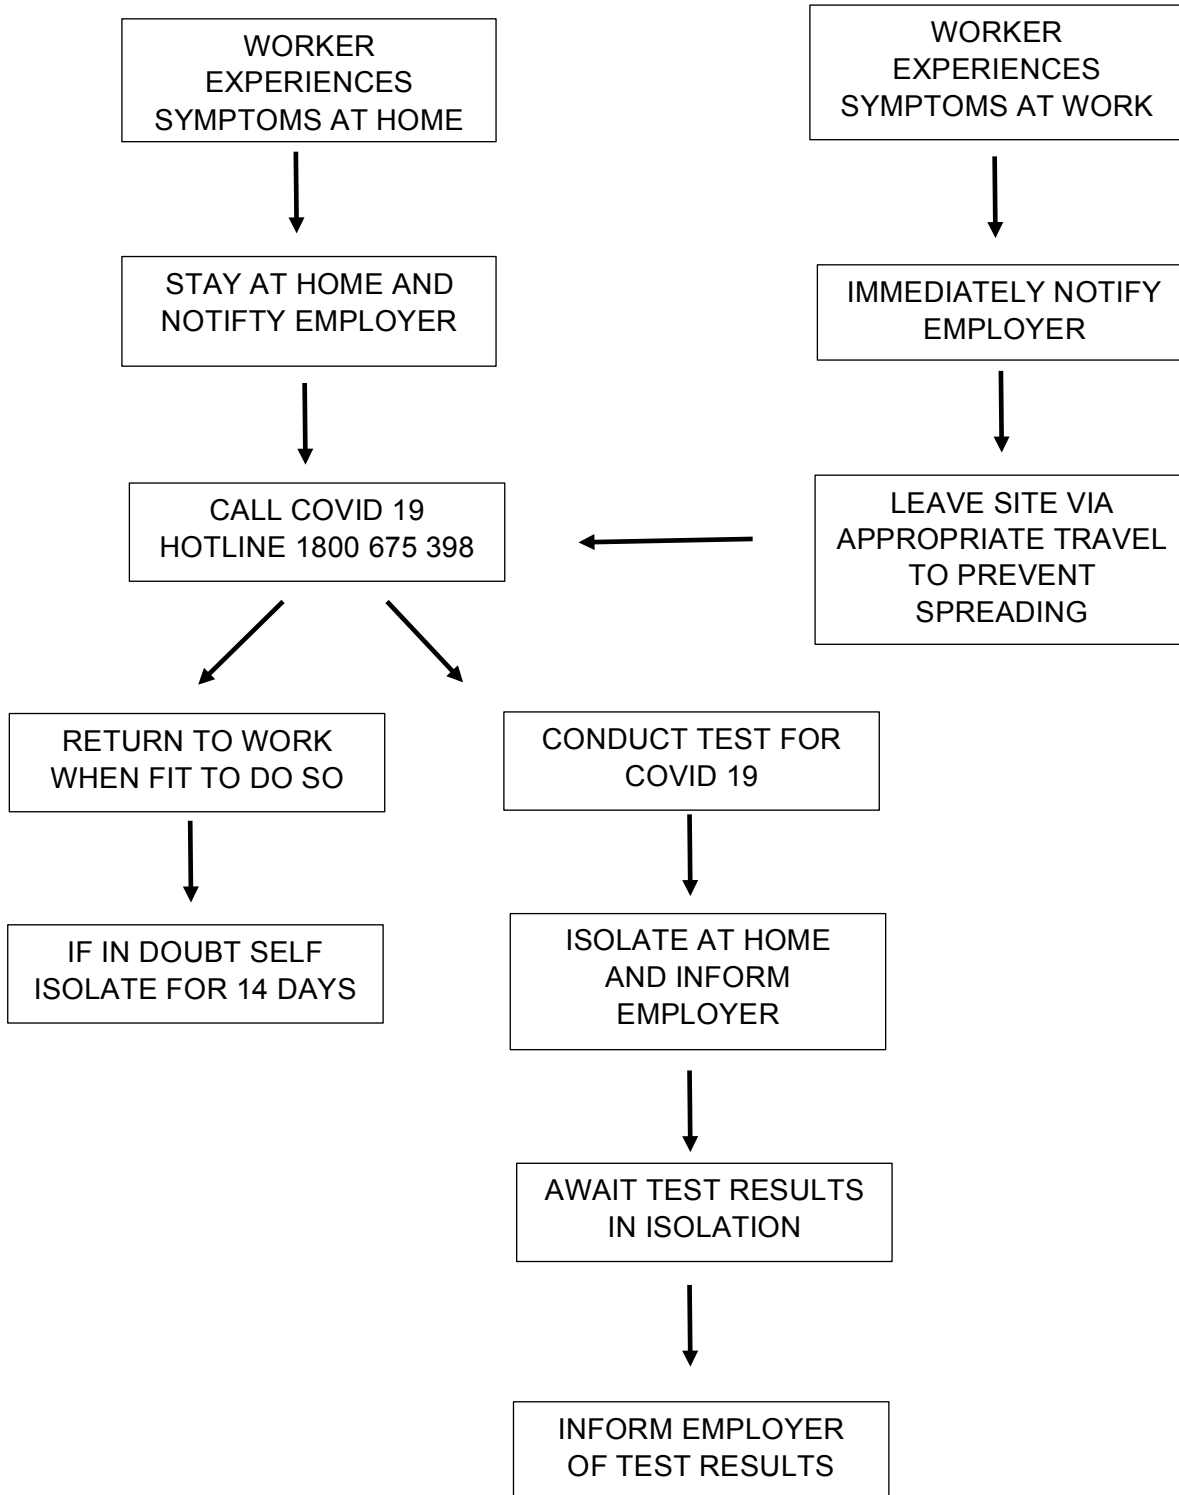 WORKER
EXPERIENCES
SYMPTOMS AT HOME
WORKER
EXPERIENCES
SYMPTOMS AT WORK
STAY AT HOME AND
NOTIFTY EMPLOYER
IMMEDIATELY NOTIFY
EMPLOYER
CALL COVID 19
HOTLINE 1800 675 398
LEAVE SITE VIA
APPROPRIATE TRAVEL
TO PREVENT
SPREADING
RETURN TO WORK
WHEN FIT TO DO SO
CONDUCT TEST FOR
COVID 19
IF IN DOUBT SELF
ISOLATE FOR 14 DAYS
ISOLATE AT HOME
AND INFORM
EMPLOYER
AWAIT TEST RESULTS
IN ISOLATION
INFORM EMPLOYER
OF TEST RESULTS